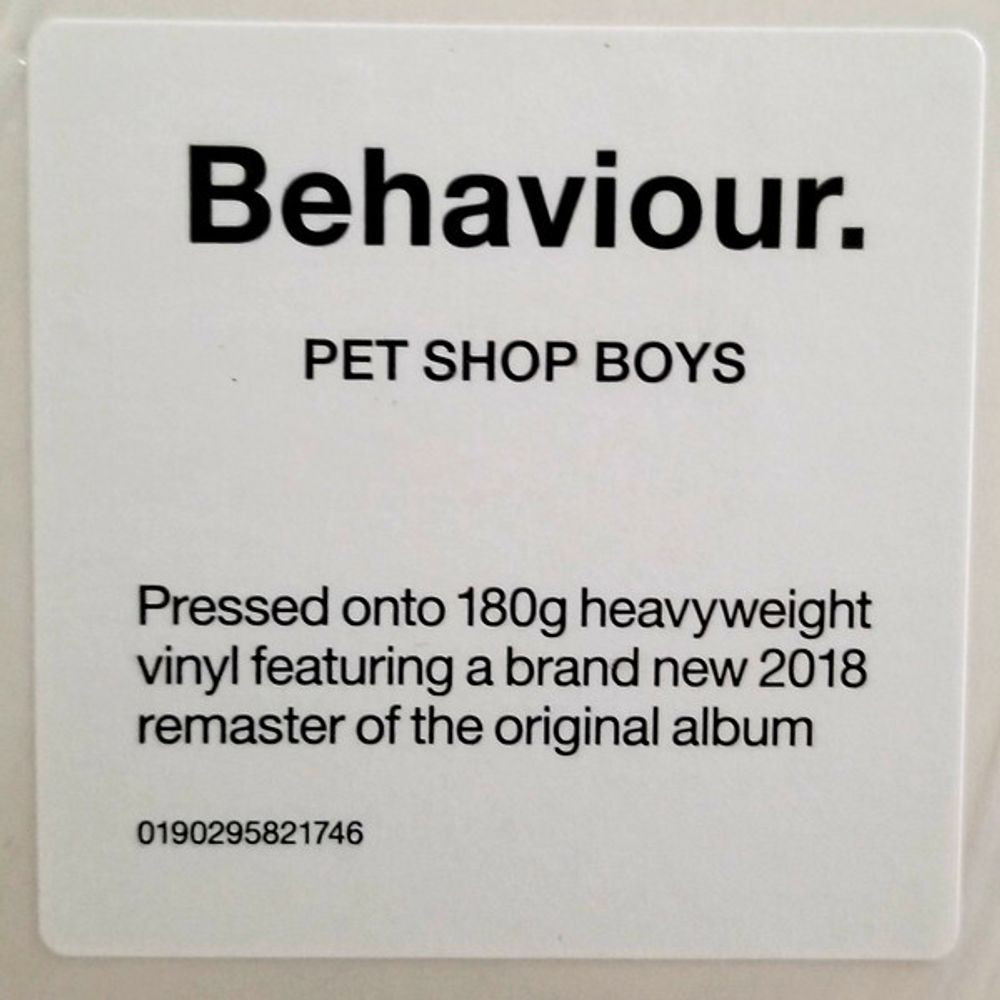 Behaviour.
PET SHOP BOYS
Pressed onto 180g heavyweight
vinyl featuring a brand new 2018
remaster of the original album
0190295821746